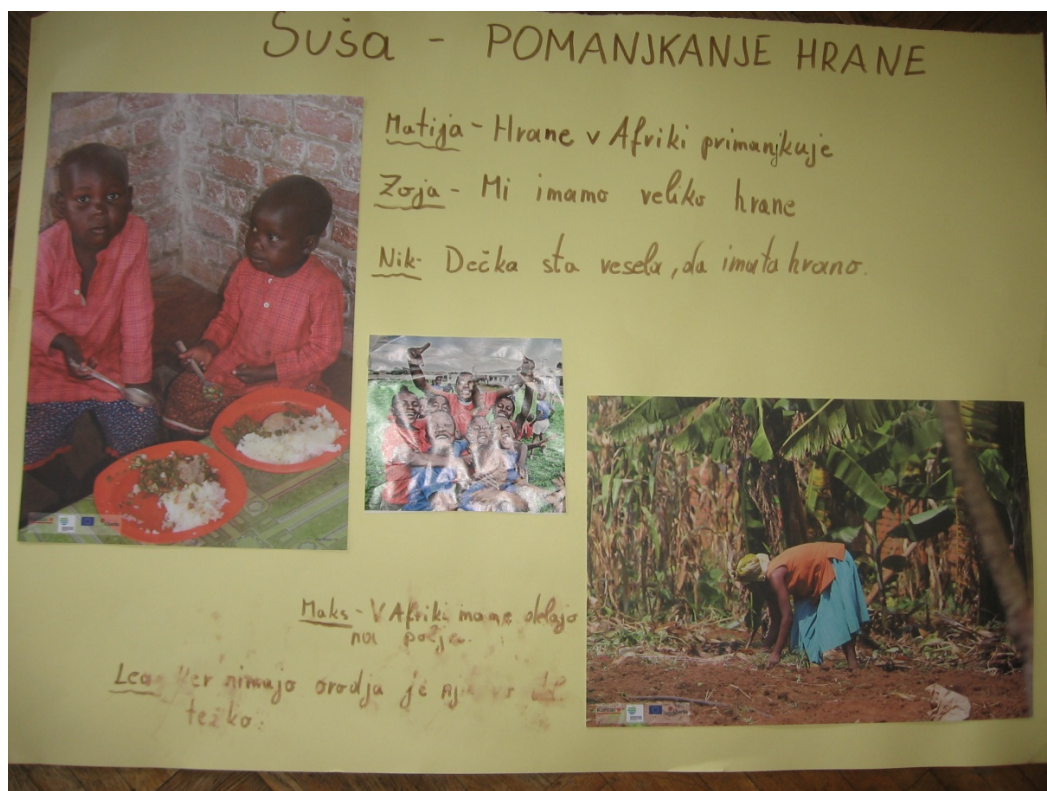 Suša - POMANJKANJE HRANE
Matija - Hrane v Afriki primanjkuje
Zoja - Mi imamo veliko hrane
Nik - Dečka sta vesela, da imata hrano.
Maks - V Afriki mame delajo
na polju.
Lea - Ker nimajo orodja je
težko.